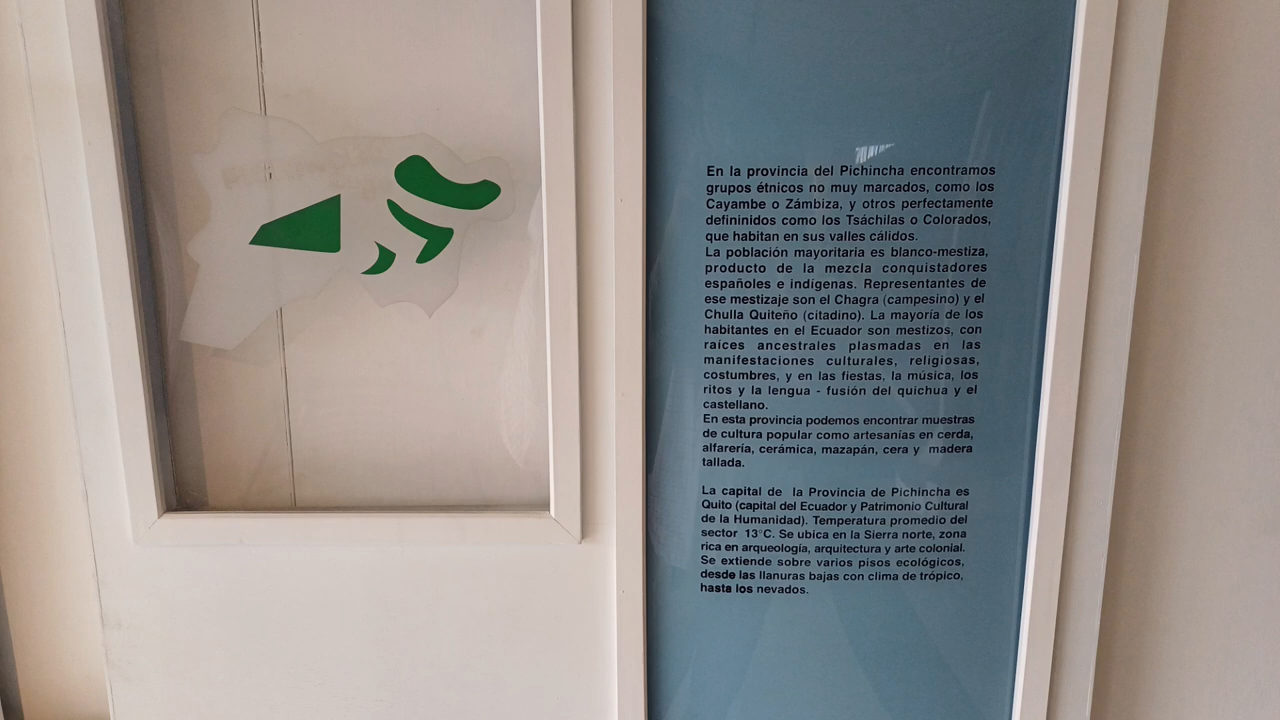 En la provincia del Pichincha encontramos
grupos étnicos no muy marcados, como los
Cayambe o Zámbiza, y otros perfectamente
defininidos como los Tsáchilas o Colorados,
que habitan en sus valles cálidos.
La población mayoritaria es blanco-mestiza,
producto de la mezcla conquistadores
españoles e indígenas. Representantes de
ese mestizaje son el Chagra (campesino) y el
Chulla Quiteño (citadino). La mayoría de los
habitantes en el Ecuador son mestizos, con
raíces ancestrales plasmadas en las
manifestaciones culturales, religiosas,
costumbres, y en las fiestas, la música, los
ritos y la lengua - fusión del quichua y el
castellano.
En esta provincia podemos encontrar muestras
de cultura popular como artesanías en cerda,
alfarería, cerámica, mazapán, cera y madera
tallada.
La capital de la Provincia de Pichincha es
Quito (capital del Ecuador y Patrimonio Cultural
de la Humanidad). Temperatura promedio del
sector 13°C. Se ubica en la Sierra norte, zona
rica en arqueología, arquitectura y arte colonial.
Se extiende sobre varios pisos ecológicos,
desde las llanuras bajas con clima de trópico,
hasta los nevados.